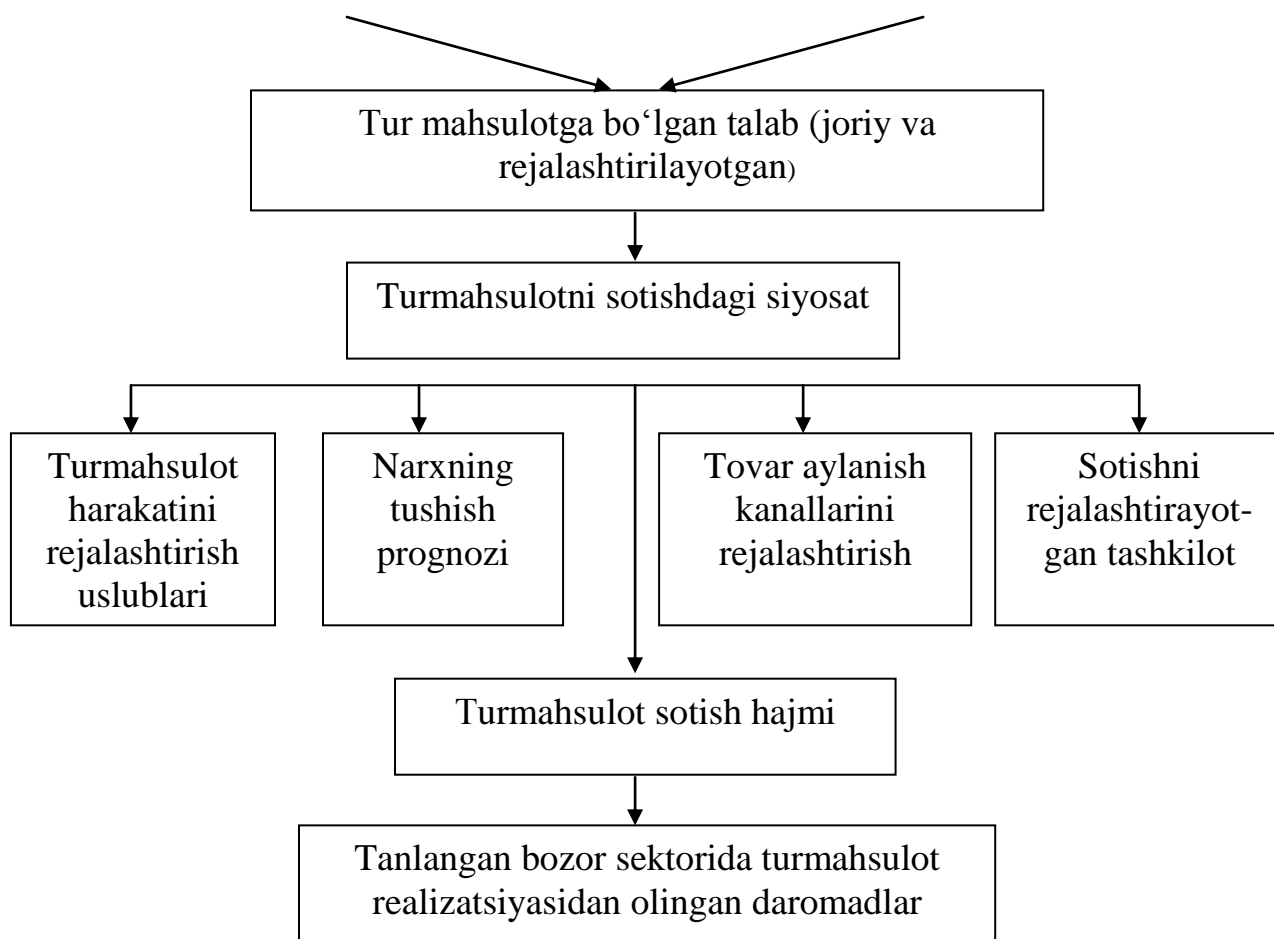 Tur mahsulotga bo‘lgan talab (joriy va
rejalashtirilayotgan)
Turmahsulotni sotishdagi siyosat
Turmahsulot
harakatini
rejalashtirish
uslublari
Narxning
tushish
prognozi
Tovar aylanish
kanallarini
rejalashtirish
Sotishni
rejalashtirayot-
gan tashkilot
Turmahsulot sotish hajmi
Tanlangan bozor sektorida turmahsulot
realizatsiyasidan olingan daromadlar